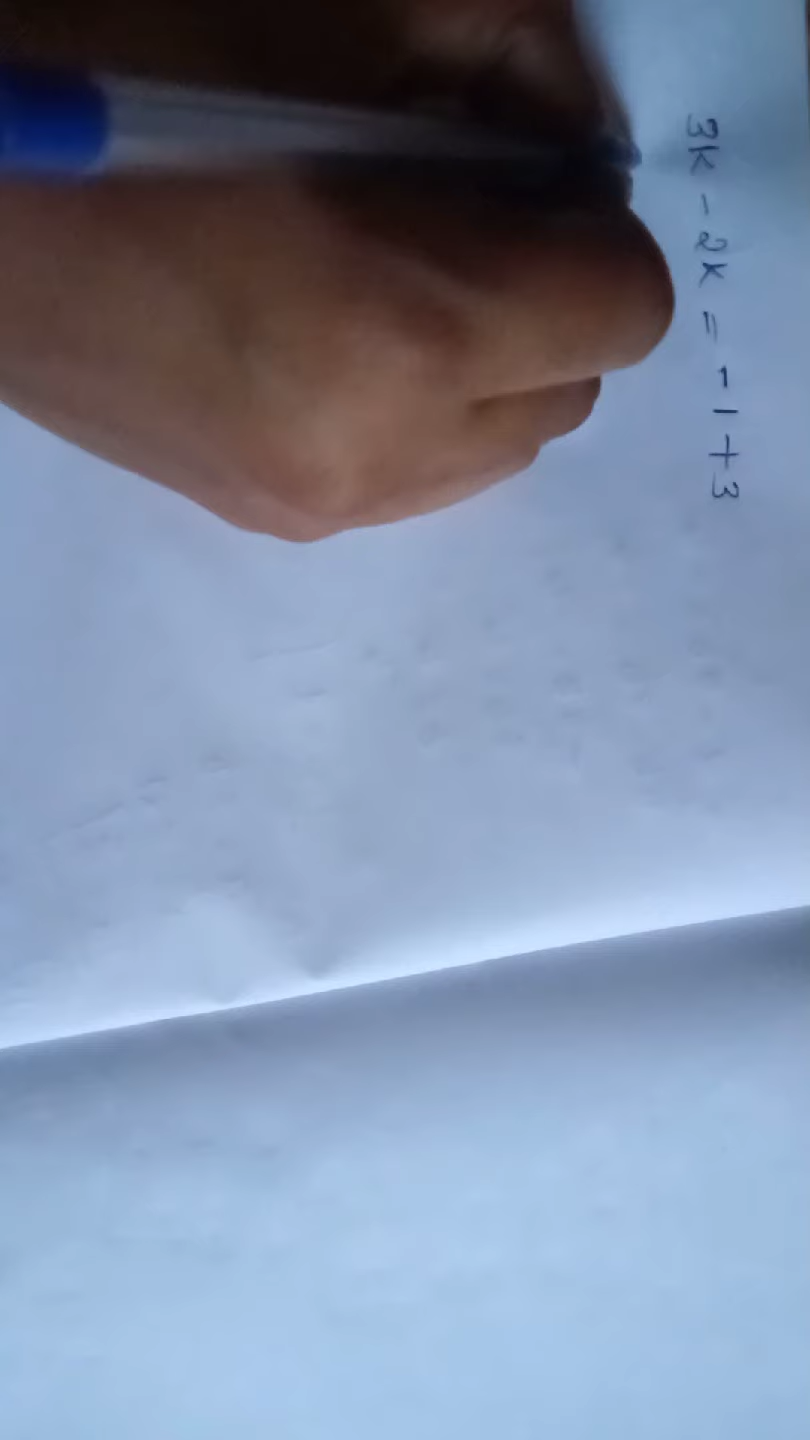 3k - 2k = -1 + 3